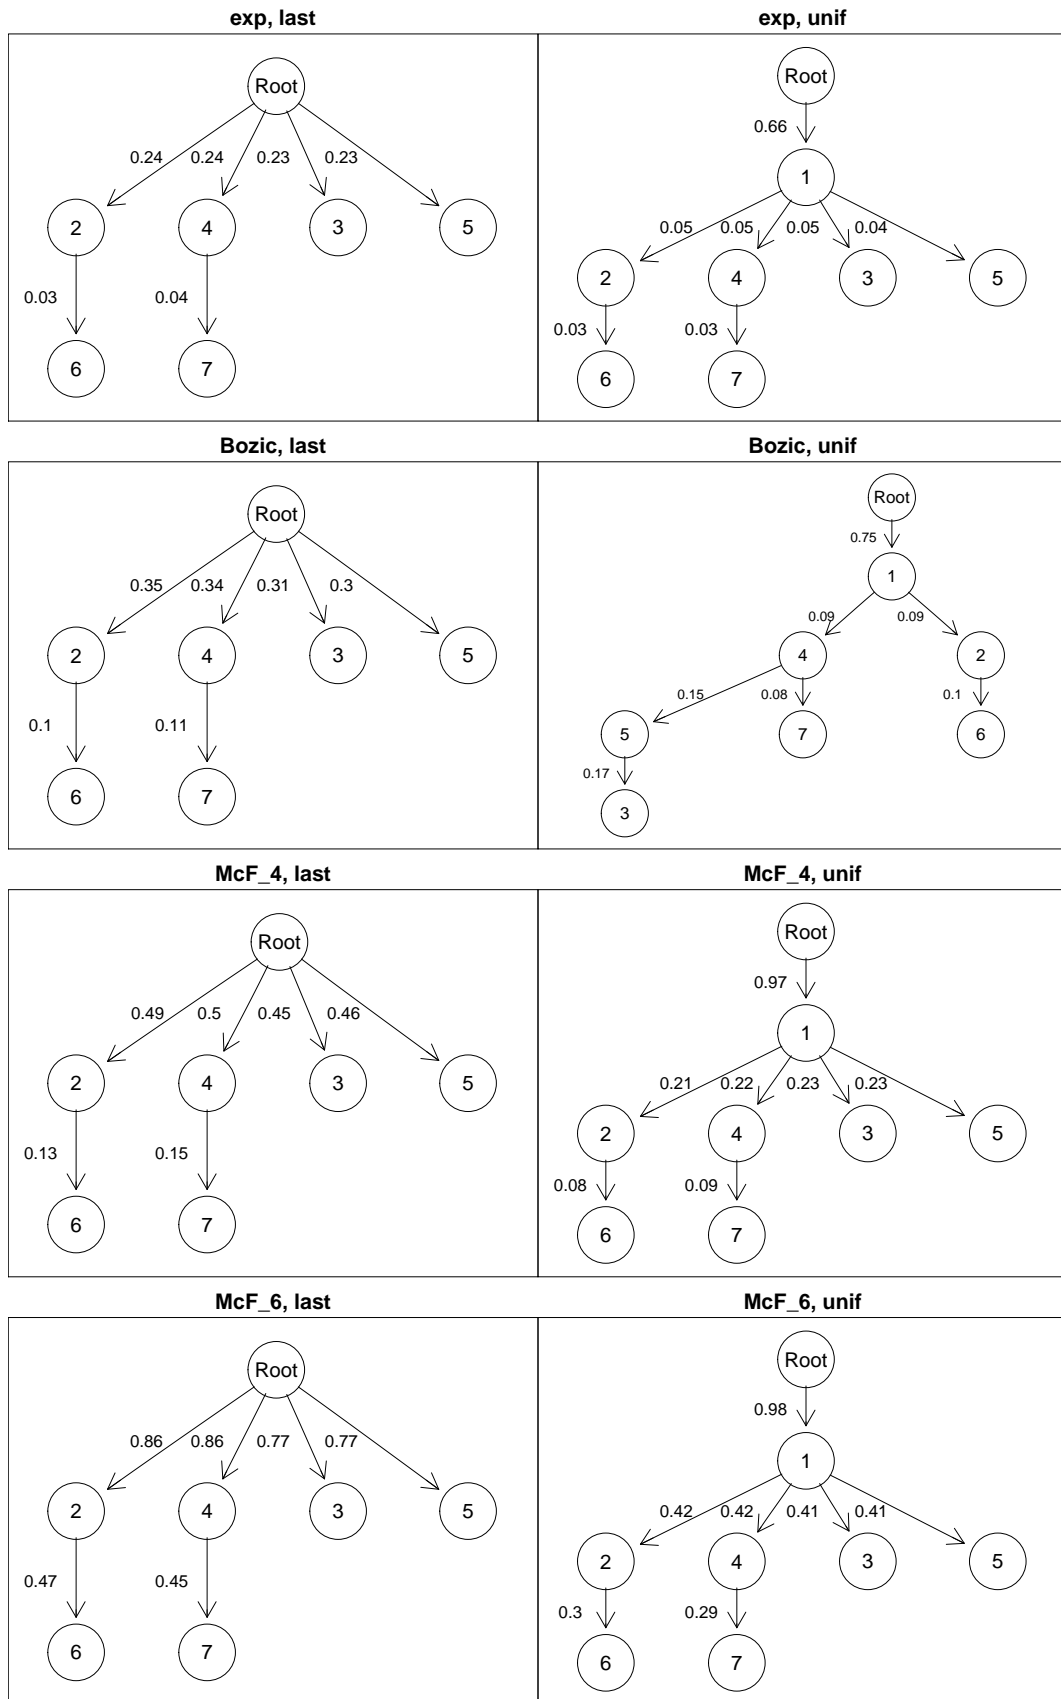 exp, last
Root
0.24 0.24 0.23 0.23
2 4 3 5
0.03 0.04
6 7
exp, unif
Root
0.66
1
0.05 0.05 0.05 0.04
2 4 3 5
0.03 0.03
6 7
Bozic, last
Root
0.35 0.34 0.31 0.3
2 4 3 5
0.1 0.11
6 7
Bozic, unif
Root
0.75
1
0.09 0.09
4 2
0.15 0.08 0.1
5 7 6
0.17
3
McF_4, last
Root
0.49 0.5 0.45 0.46
2 4 3 5
0.13 0.15
6 7
McF_4, unif
Root
0.97
1
0.21 0.22 0.23 0.23
2 4 3 5
0.08 0.09
6 7
McF_6, last
Root
0.86 0.86 0.77 0.77
2 4 3 5
0.47 0.45
6 7
McF_6, unif
Root
0.98
1
0.42 0.42 0.41 0.41
2 4 3 5
0.3 0.29
6 7